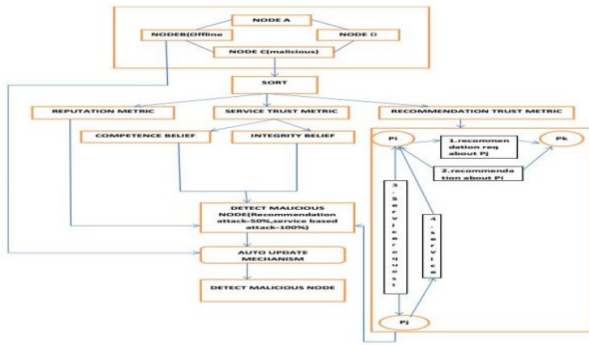 NODE A
NODEB(Offline
NODE D
NODE C(malicious)
SORT
REPUTATION METRIC
SERVICE TRUST METRIC
RECOMMENDATION TRUST METRIC
COMPETENCE BELIEF
INTEGRITY BELIEF
Pi
1.recommen
dation req
about Pj
Pk
2.recommenda
tion about Pi
3.Servicerequest
4.service
DETECT MALICIOUS
NODE(Recommendation
attack-50%,service based
attack-100%)
AUTO UPDATE
MECHANISM
DETECT MALICIOUS NODE
Pj